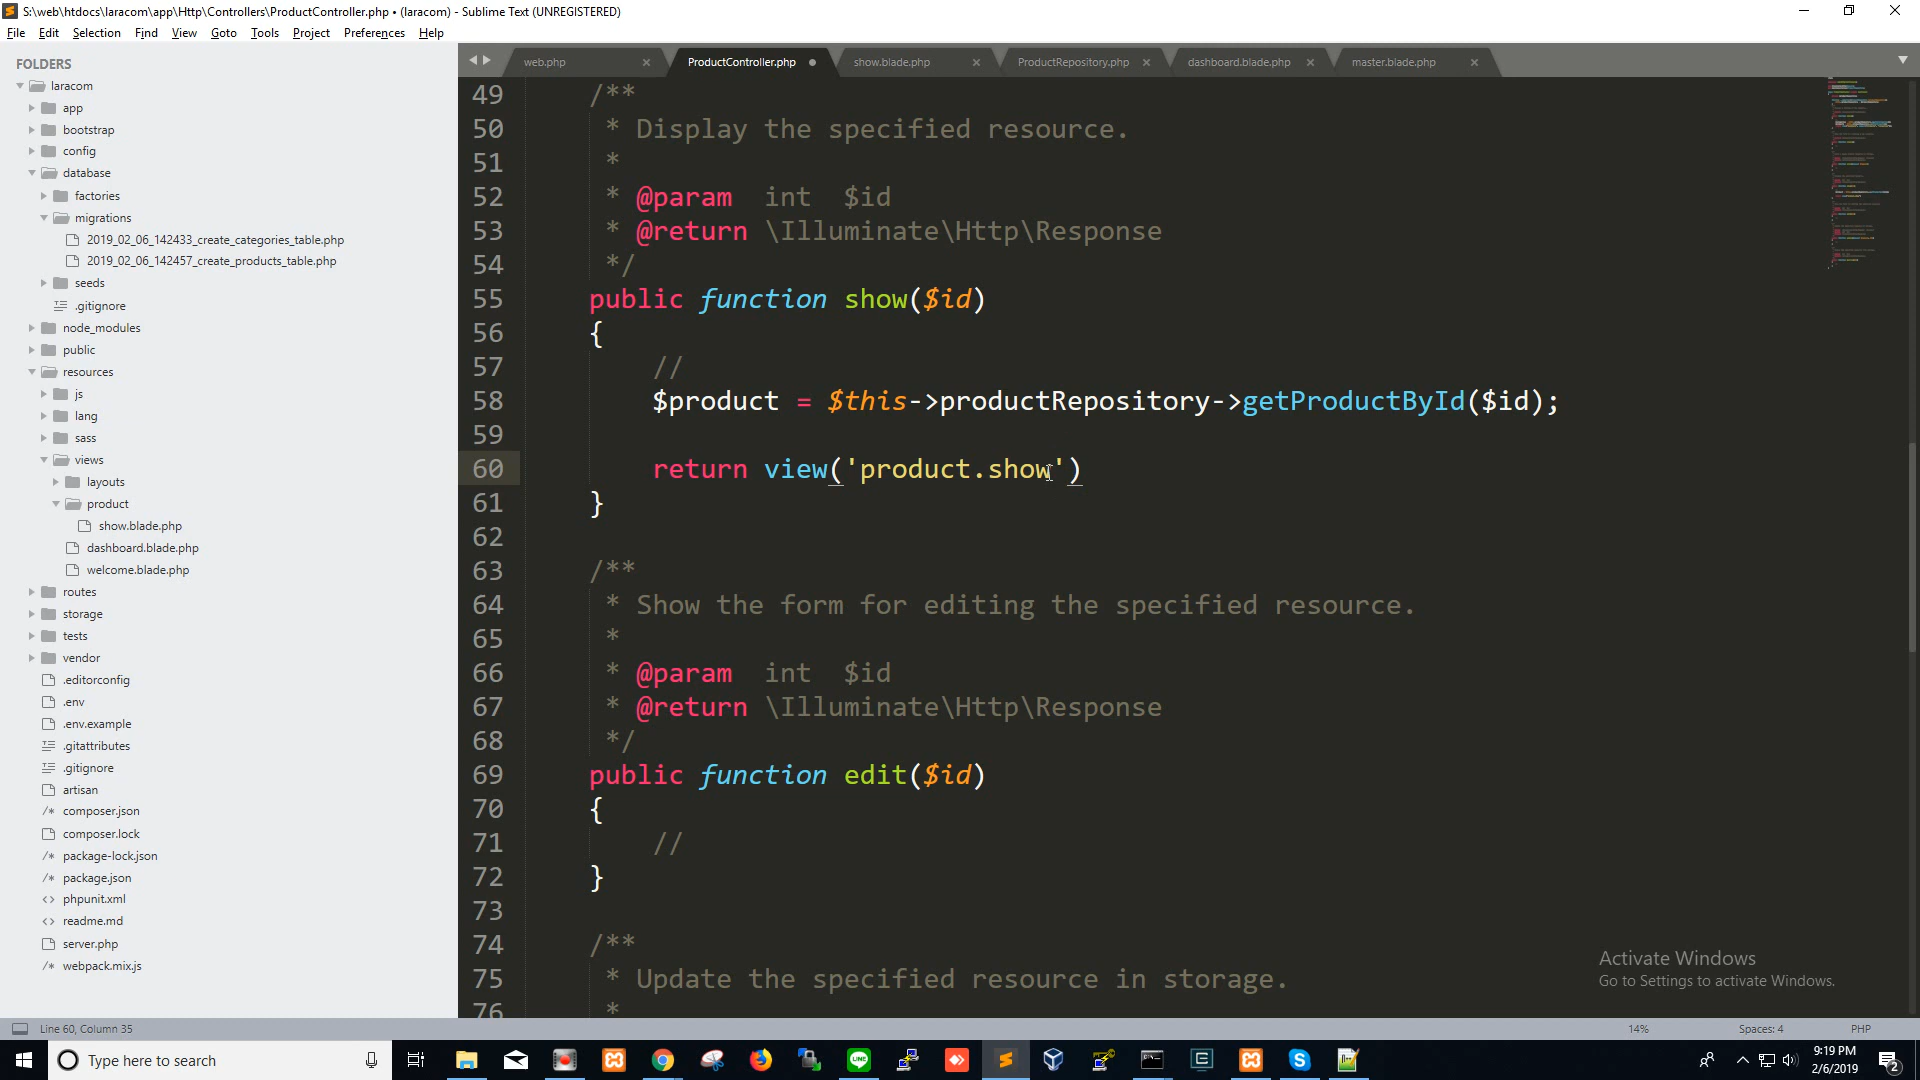 S:\web\htdocs\laracom\app\Http\Controllers\ProductController.php • (laracom) - Sublime Text (UNREGISTERED)
File Edit Selection Find View Goto Tools Project Preferences Help
FOLDERS
laracom
app
bootstrap
config
database
factories
migrations
2019_02_06_142433_create_categories_table.php
2019_02_06_142457_create_products_table.php
seeds
.gitignore
node_modules
public
resources
js
lang
sass
views
layouts
product
show.blade.php
dashboard.blade.php
welcome.blade.php
routes
storage
tests
vendor
.editorconfig
.env
.env.example
.gitattributes
.gitignore
artisan
composer.json
composer.lock
package-lock.json
package.json
phpunit.xml
readme.md
server.php
webpack.mix.js
web.php ProductController.php show.blade.php ProductRepository.php dashboard.blade.php master.blade.php
49 /**
50 * Display the specified resource.
51 *
52 * @param  int  $id
53 * @return \Illuminate\Http\Response
54 */
55 public function show($id)
56 {
57 //
58 $product = $this->productRepository->getProductById($id);
59
60 return view('product.show')
61 }
62
63 /**
64 * Show the form for editing the specified resource.
65 *
66 * @param  int  $id
67 * @return \Illuminate\Http\Response
68 */
69 public function edit($id)
70 {
71 //
72 }
73
74 /**
75 * Update the specified resource in storage.
76 *
Activate Windows
Go to Settings to activate Windows.
Line 60, Column 35 14% Spaces: 4 PHP
Type here to search
9:19 PM
2/6/2019
2